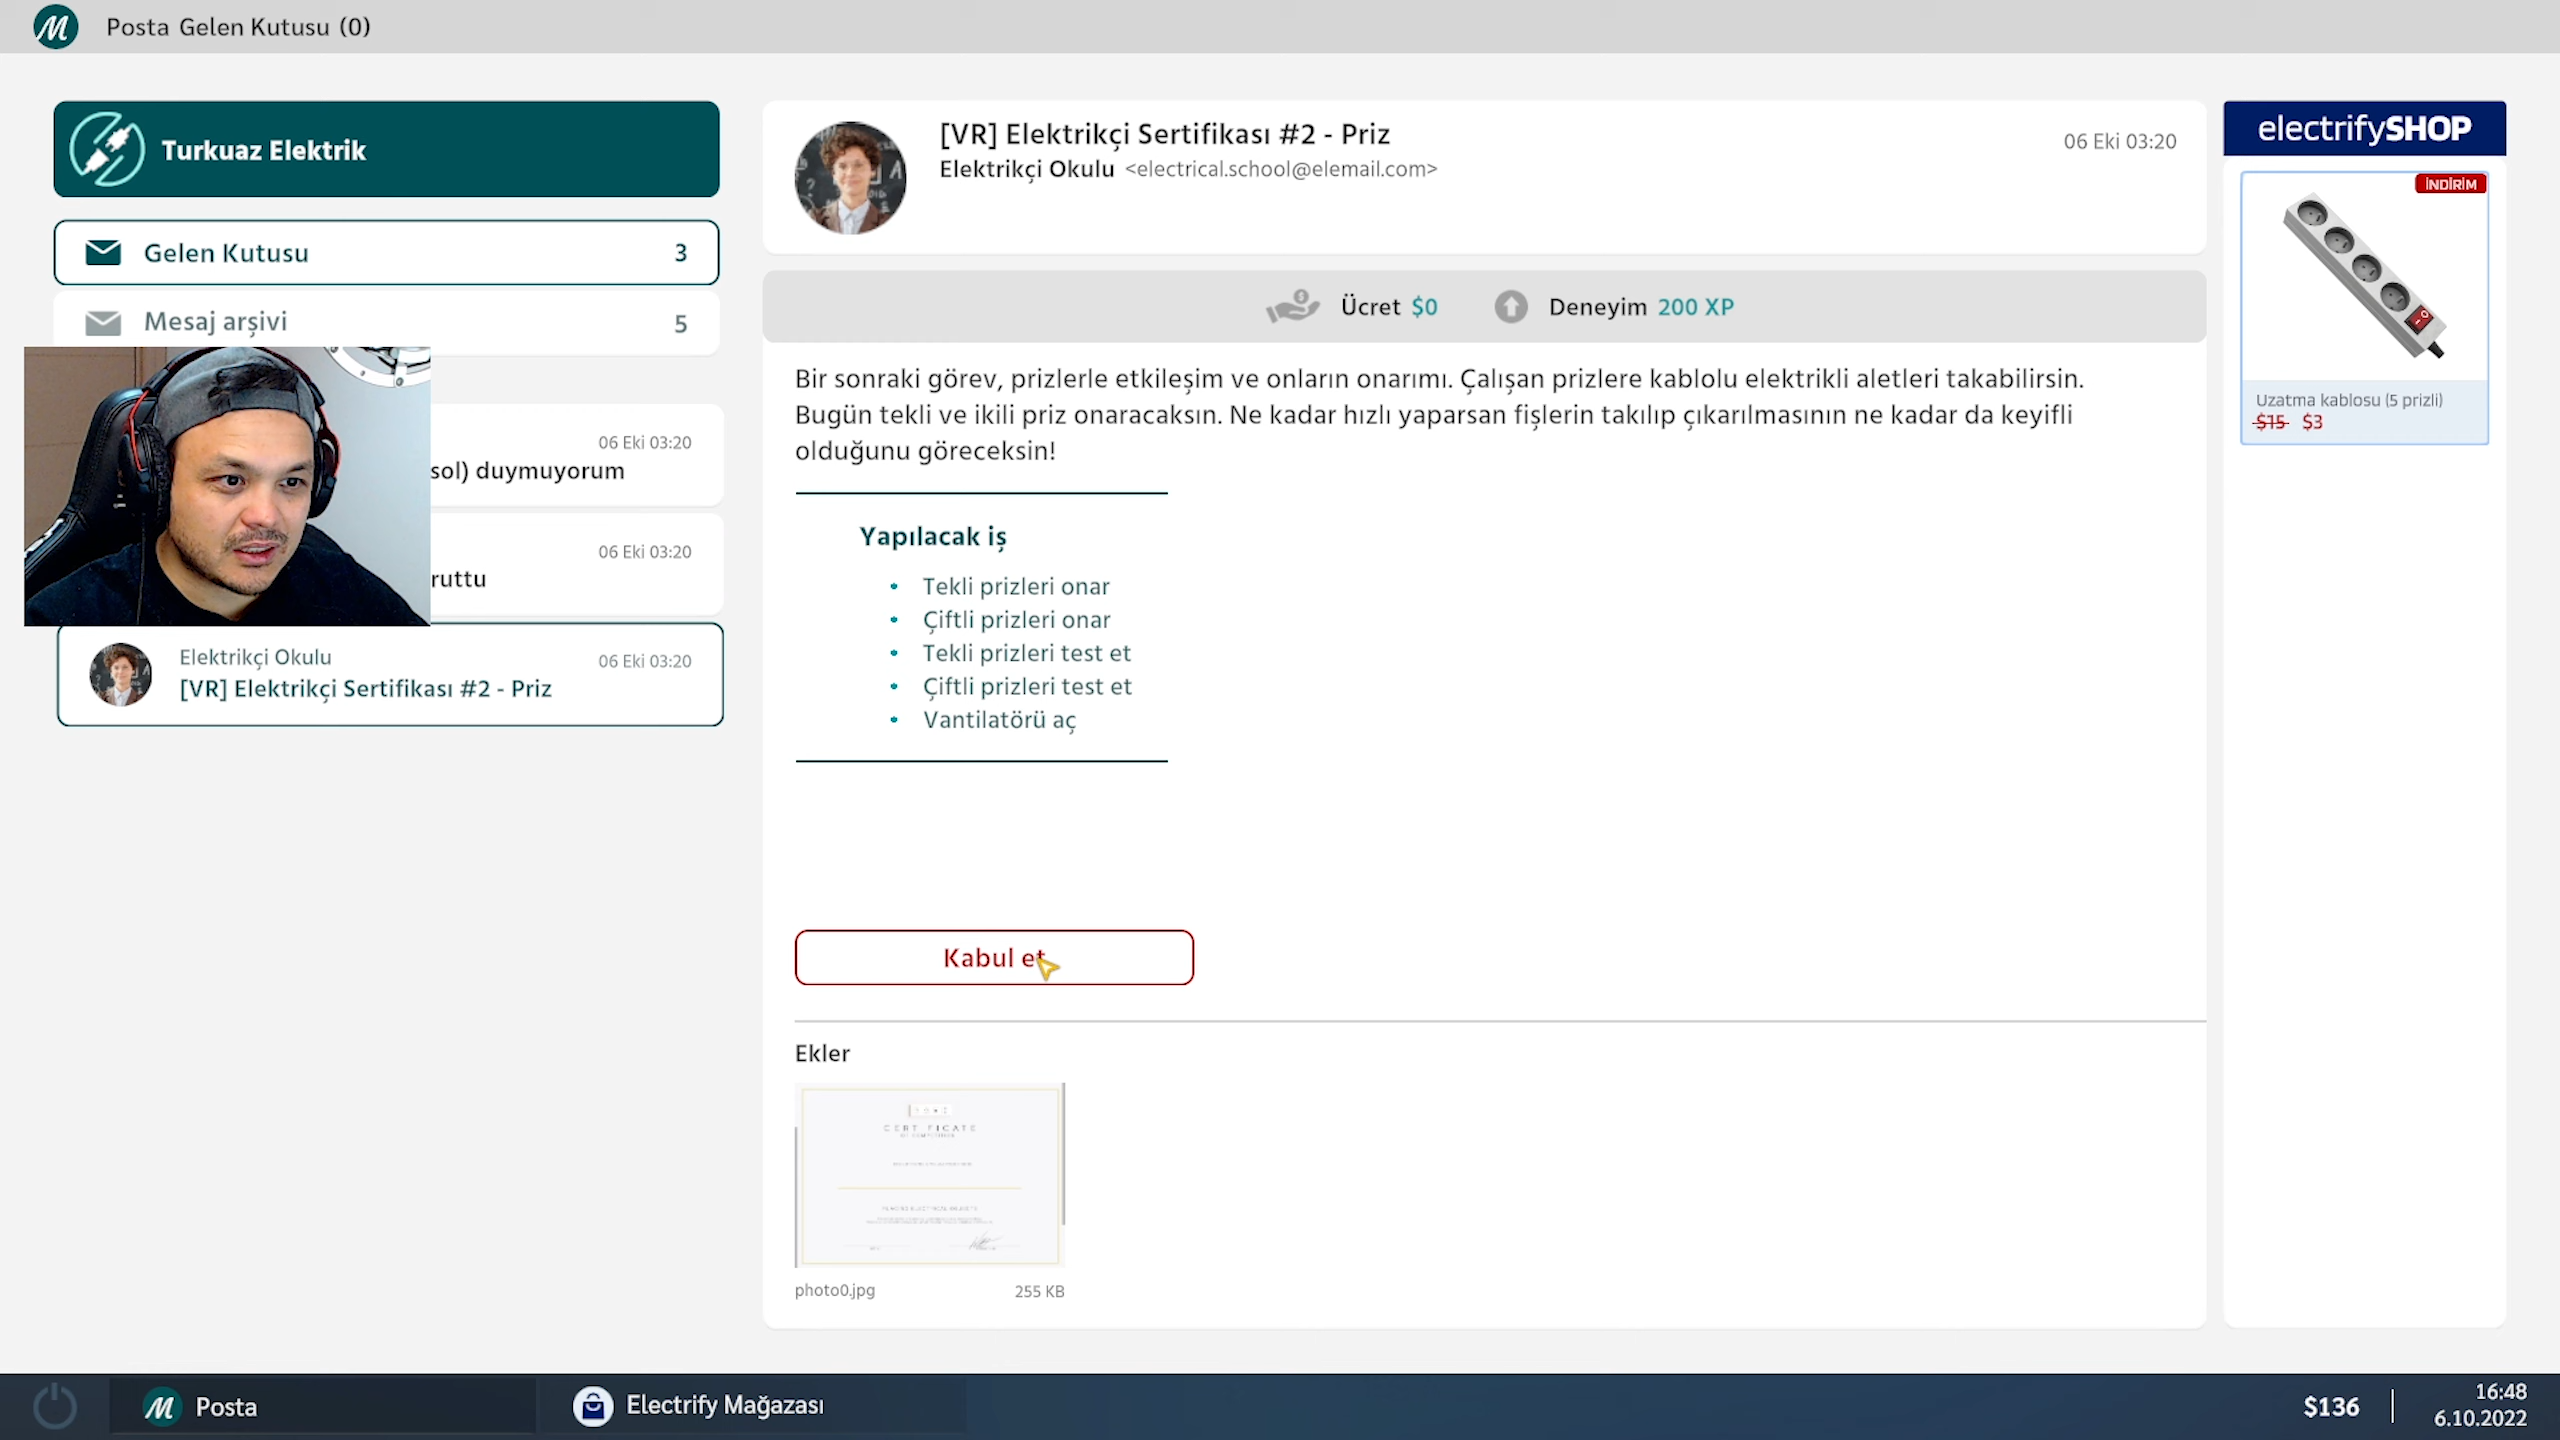 Posta Gelen Kutusu (0)
Turkuaz Elektrik
Gelen Kutusu 3
Mesaj arşivi 5
06 Eki 03:20
sol) duymuyorum
06 Eki 03:20
ruttu
Elektrikçi Okulu 06 Eki 03:20
[VR] Elektrikçi Sertifikası #2 - Priz
[VR] Elektrikçi Sertifikası #2 - Priz
06 Eki 03:20
Elektrikçi Okulu <electrical.school@elemail.com>
Ücret $0 Deneyim 200 XP
Bir sonraki görev, prizlerle etkileşim ve onların onarımı. Çalışan prizlere kablolu elektrikli aletleri takabilirsin.
Bugün tekli ve ikili priz onaracaksın. Ne kadar hızlı yaparsan fişlerin takılıp çıkarılmasının ne kadar da keyifli
olduğunu göreceksin!
Yapılacak iş
• Tekli prizleri onar
• Çiftli prizleri onar
• Tekli prizleri test et
• Çiftli prizleri test et
• Vantilatörü aç
Kabul et
Ekler
CERTIFICATE
photo0.jpg 255 KB
electrifySHOP
İNDİRİM
Uzatma kablosu (5 prizli)
$15 $3
Posta
Electrify Mağazası
$136
16:48
6.10.2022